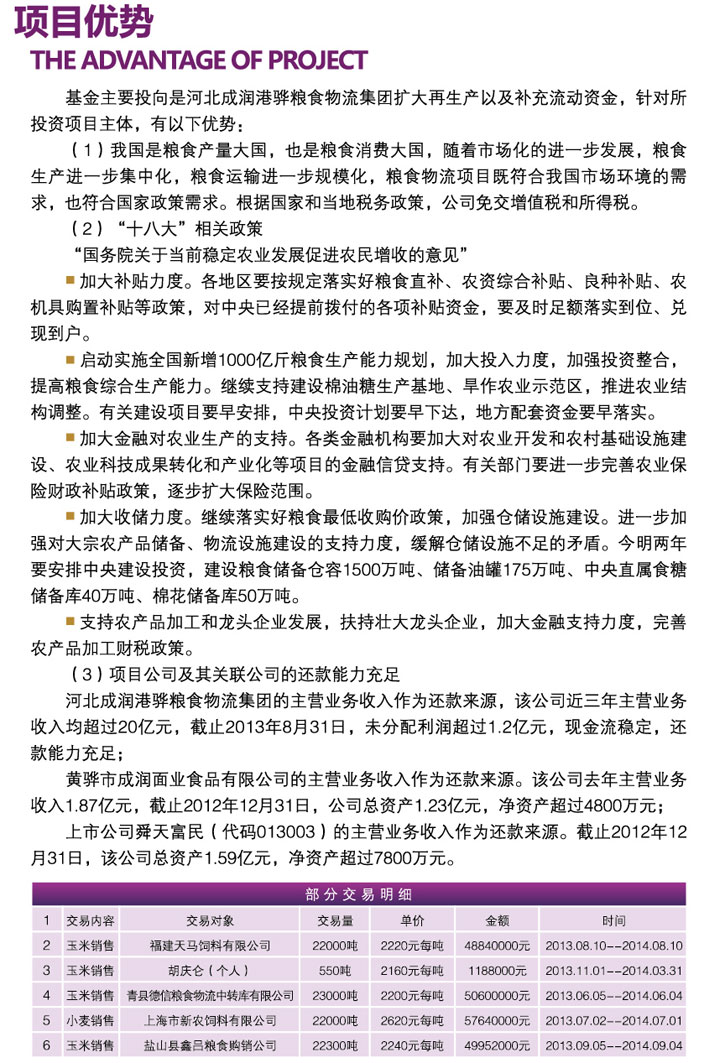 项目优势
THE ADVANTAGE OF PROJECT
基金主要投向是河北成润港骅粮食物流集团扩大再生产以及补充流动资金，针对所
投资项目主体，有以下优势：
（1）我国是粮食产量大国，也是粮食消费大国，随着市场化的进一步发展，粮食
生产进一步集中化，粮食运输进一步规模化，粮食物流项目既符合我国市场环境的需
求，也符合国家政策需求。根据国家和当地税务政策，公司免交增值税和所得税。
（2）“十八大”相关政策
“国务院关于当前稳定农业发展促进农民增收的意见”
■ 加大补贴力度。各地区要按规定落实好粮食直补、农资综合补贴、良种补贴、农
机具购置补贴等政策，对中央已经提前拨付的各项补贴资金，要及时足额落实到位、兑
现到户。
■ 启动实施全国新增1000亿斤粮食生产能力规划，加大投入力度，加强投资整合，
提高粮食综合生产能力。继续支持建设棉油糖生产基地、旱作农业示范区，推进农业结
构调整。有关建设项目要早安排，中央投资计划要早下达，地方配套资金要早落实。
■ 加大金融对农业生产的支持。各类金融机构要加大对农业开发和农村基础设施建
设、农业科技成果转化和产业化等项目的金融信贷支持。有关部门要进一步完善农业保
险财政补贴政策，逐步扩大保险范围。
■ 加大收储力度。继续落实好粮食最低收购价政策，加强仓储设施建设。进一步加
强对大宗农产品储备、物流设施建设的支持力度，缓解仓储设施不足的矛盾。今明两年
要安排中央建设投资，建设粮食储备仓容1500万吨、储备油罐175万吨、中央直属食糖
储备库40万吨、棉花储备库50万吨。
■ 支持农产品加工和龙头企业发展，扶持壮大龙头企业，加大金融支持力度，完善
农产品加工财税政策。
（3）项目公司及其关联公司的还款能力充足
河北成润港骅粮食物流集团的主营业务收入作为还款来源，该公司近三年主营业务
收入均超过20亿元，截止2013年8月31日，未分配利润超过1.2亿元，现金流稳定，还
款能力充足；
黄骅市成润面业食品有限公司的主营业务收入作为还款来源。该公司去年主营业务
收入1.87亿元，截止2012年12月31日，公司总资产1.23亿元，净资产超过4800万元；
上市公司舜天富民（代码013003）的主营业务收入作为还款来源。截止2012年12
月31日，该公司总资产1.59亿元，净资产超过7800万元。
部分交易明细
1 交易内容 交易对象 交易量 单价 金额 时间
2 玉米销售 福建天马饲料有限公司 22000吨 2220元每吨 48840000元 2013.08.10--2014.08.10
3 玉米销售 胡庆仑（个人） 550吨 2160元每吨 1188000元 2013.11.01--2014.03.31
4 玉米销售 青县德信粮食物流中转库有限公司 23000吨 2200元每吨 50600000元 2013.06.05--2014.06.04
5 小麦销售 上海市新农饲料有限公司 22000吨 2620元每吨 57640000元 2013.07.02--2014.07.01
6 玉米销售 盐山县鑫吕粮食购销公司 22300吨 2240元每吨 49952000元 2013.09.05--2014.09.04